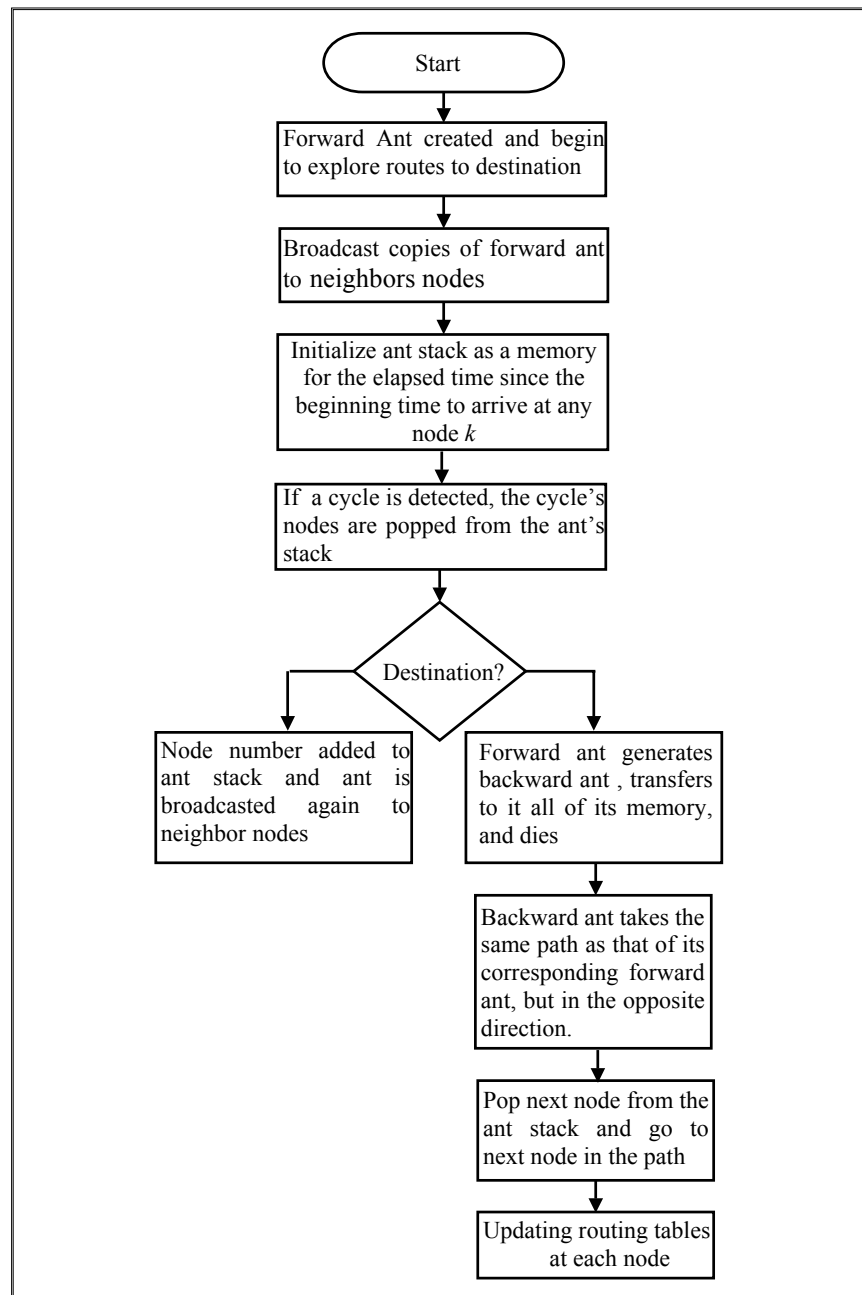 Start
Forward Ant created and begin
to explore routes to destination
Broadcast copies of forward ant
to neighbors nodes
Initialize ant stack as a memory
for the elapsed time since the
beginning time to arrive at any
node k
If a cycle is detected, the cycle’s
nodes are popped from the ant’s
stack
Destination?
Node number added to
ant stack and ant is
broadcasted again to
neighbor nodes
Forward ant generates
backward ant , transfers
to it all of its memory,
and dies
Backward ant takes the
same path as that of its
corresponding forward
ant, but in the opposite
direction.
Pop next node from the
ant stack and go to
next node in the path
Updating routing tables
at each node